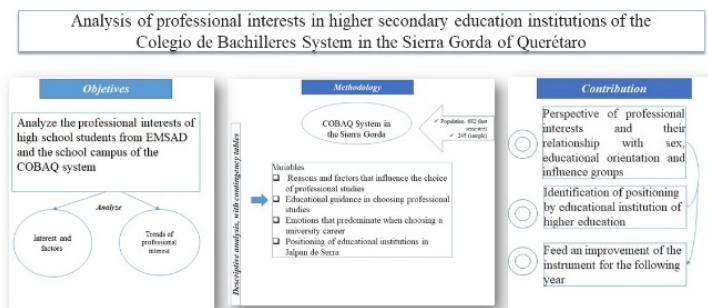 Analysis of professional interests in higher secondary education institutions of the
Colegio de Bachilleres System in the Sierra Gorda of Querétaro
Objetives
Analyze the professional interests of
high school students from EMSAD
and the school campus of the
COBAQ system
Analyze
Interest and
factors
Trends of
professional
interest
Descriptive analysis, with contingency tables
Methodology
COBAQ System in
the Sierra Gorda
✓ Population: 692 (last
semester)
✓ 245 (sample)
Variables
❑ Reasons and factors that influence the choice
of professional studies
❑ Educational guidance in choosing professional
studies
❑ Emotions that predominate when choosing a
university career
❑ Positioning of educational institutions in
Jalpan de Serra
Contribution
Perspective of professional
interests and their
relationship with sex,
educational orientation and
influence groups
Identification of positioning
by educational institution of
higher education
Feed an improvement of the
instrument for the following
year